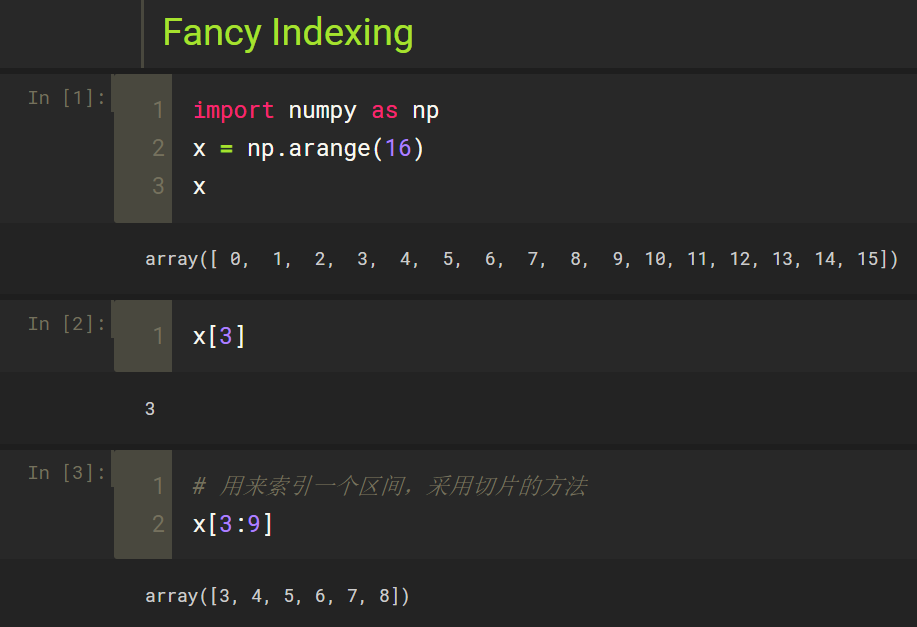 Fancy Indexing
In [1]:
1 import numpy as np
2 x = np.arange(16)
3 x
array([ 0,  1,  2,  3,  4,  5,  6,  7,  8,  9, 10, 11, 12, 13, 14, 15])
In [2]:
1 x[3]
3
In [3]:
1 # 用来索引一个区间，采用切片的方法
2 x[3:9]
array([3, 4, 5, 6, 7, 8])